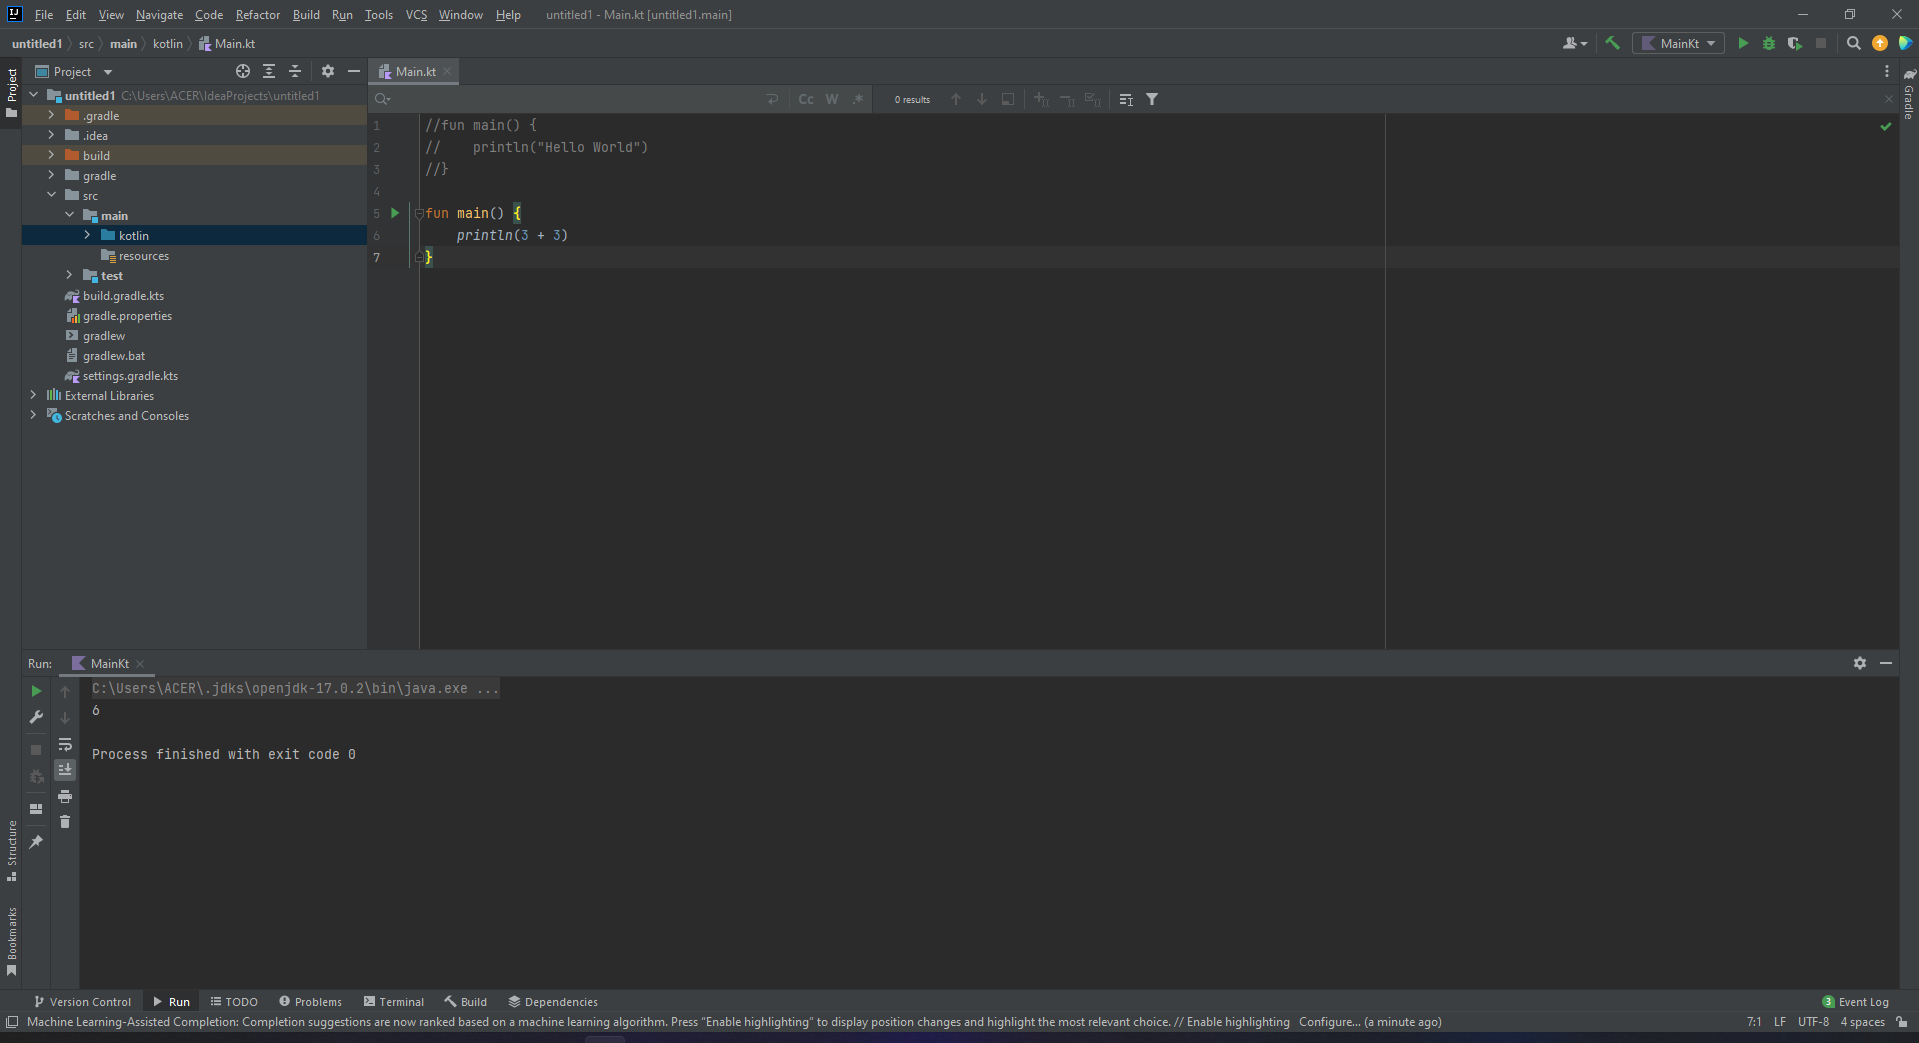 IJ File Edit View Navigate Code Refactor Build Run Tools VCS Window Help untitled1 - Main.kt [untitled1.main]
untitled1 src main kotlin Main.kt MainKt
Project
Project
Main.kt
untitled1 C:\Users\ACER\IdeaProjects\untitled1
.gradle
.idea
build
gradle
src
main
kotlin
resources
test
build.gradle.kts
gradle.properties
gradlew
gradlew.bat
settings.gradle.kts
External Libraries
Scratches and Consoles
Cc W .* 0 results
1 //fun main() {
2 //    println("Hello World")
3 //}
4
5 fun main() {
6     println(3 + 3)
7 }
Gradle
Run: MainKt
C:\Users\ACER\.jdks\openjdk-17.0.2\bin\java.exe ...
6
Process finished with exit code 0
Structure
Bookmarks
Version Control Run TODO Problems Terminal Build Dependencies 3 Event Log
Machine Learning-Assisted Completion: Completion suggestions are now ranked based on a machine learning algorithm. Press "Enable highlighting" to display position changes and highlight the most relevant choice. // Enable highlighting Configure... (a minute ago) 7:1 LF UTF-8 4 spaces